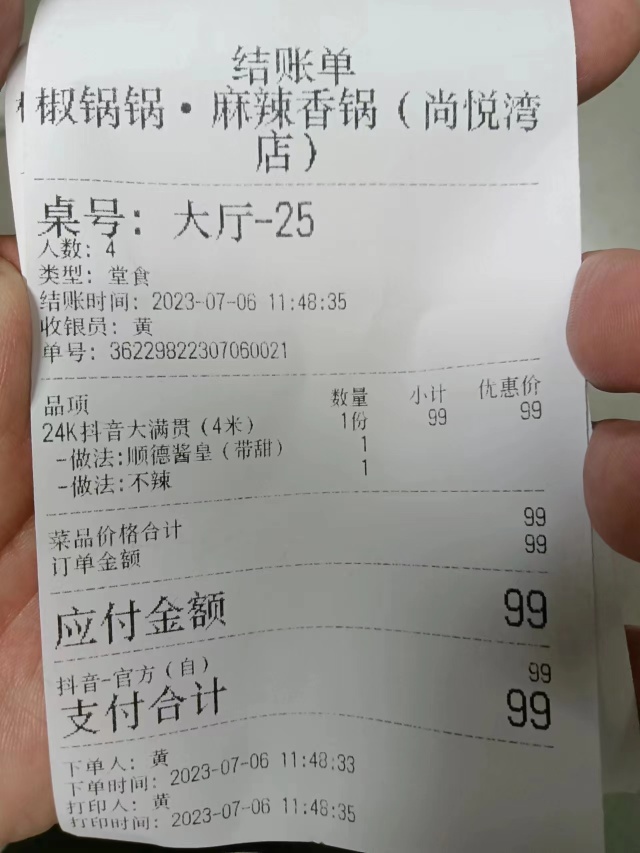 结账单
椒锅锅·麻辣香锅（尚悦湾
店）
桌号：大厅-25
人数：4
类型：堂食
结账时间：2023-07-06 11:48:35
收银员：黄
单号：36229822307060021
品项 数量 小计 优惠价
24K抖音大满贯（4米） 1份 99 99
-做法:顺德酱皇（带甜） 1
-做法:不辣 1
菜品价格合计 99
订单金额 99
应付金额 99
抖音-官方（自） 99
支付合计 99
下单人：黄
下单时间：2023-07-06 11:48:33
打印人：黄
打印时间：2023-07-06 11:48:35